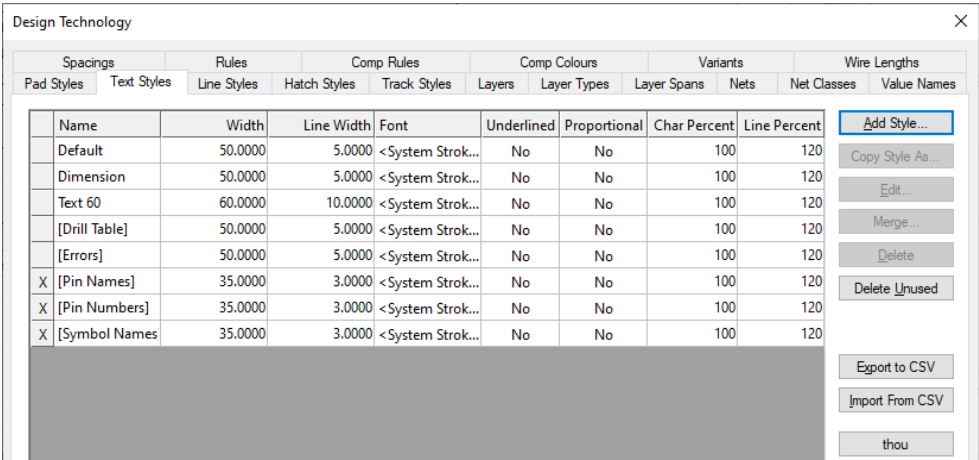 Design Technology
Spacings Rules Comp Rules Comp Colours Variants Wire Lengths
Pad Styles Text Styles Line Styles Hatch Styles Track Styles Layers Layer Types Layer Spans Nets Net Classes Value Names
Name Width Line Width Font Underlined Proportional Char Percent Line Percent
Default 50.0000 5.0000 <System Strok... No No 100 120
Dimension 50.0000 5.0000 <System Strok... No No 100 120
Text 60 60.0000 10.0000 <System Strok... No No 100 120
[Drill Table] 50.0000 5.0000 <System Strok... No No 100 120
[Errors] 50.0000 5.0000 <System Strok... No No 100 120
X [Pin Names] 35.0000 3.0000 <System Strok... No No 100 120
X [Pin Numbers] 35.0000 3.0000 <System Strok... No No 100 120
X [Symbol Names 35.0000 3.0000 <System Strok... No No 100 120
Add Style...
Copy Style As...
Edit...
Merge...
Delete
Delete Unused
Export to CSV
Import From CSV
thou